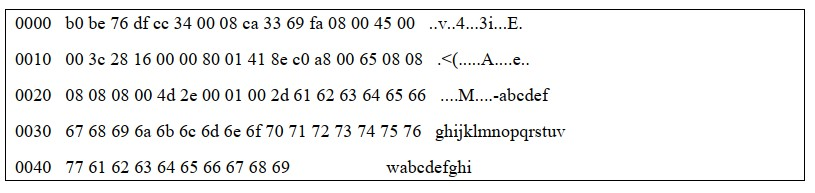 0000 b0 be 76 df cc 34 00 08 ca 33 69 fa 08 00 45 00 ..v..4...3i...E.
0010 00 3c 28 16 00 00 80 01 41 8e c0 a8 00 65 08 08 .<(.....A....e..
0020 08 08 08 00 4d 2e 00 01 00 2d 61 62 63 64 65 66 ....M....-abcdef
0030 67 68 69 6a 6b 6c 6d 6e 6f 70 71 72 73 74 75 76 ghijklmnopqrstuv
0040 77 61 62 63 64 65 66 67 68 69 wabcdefghi